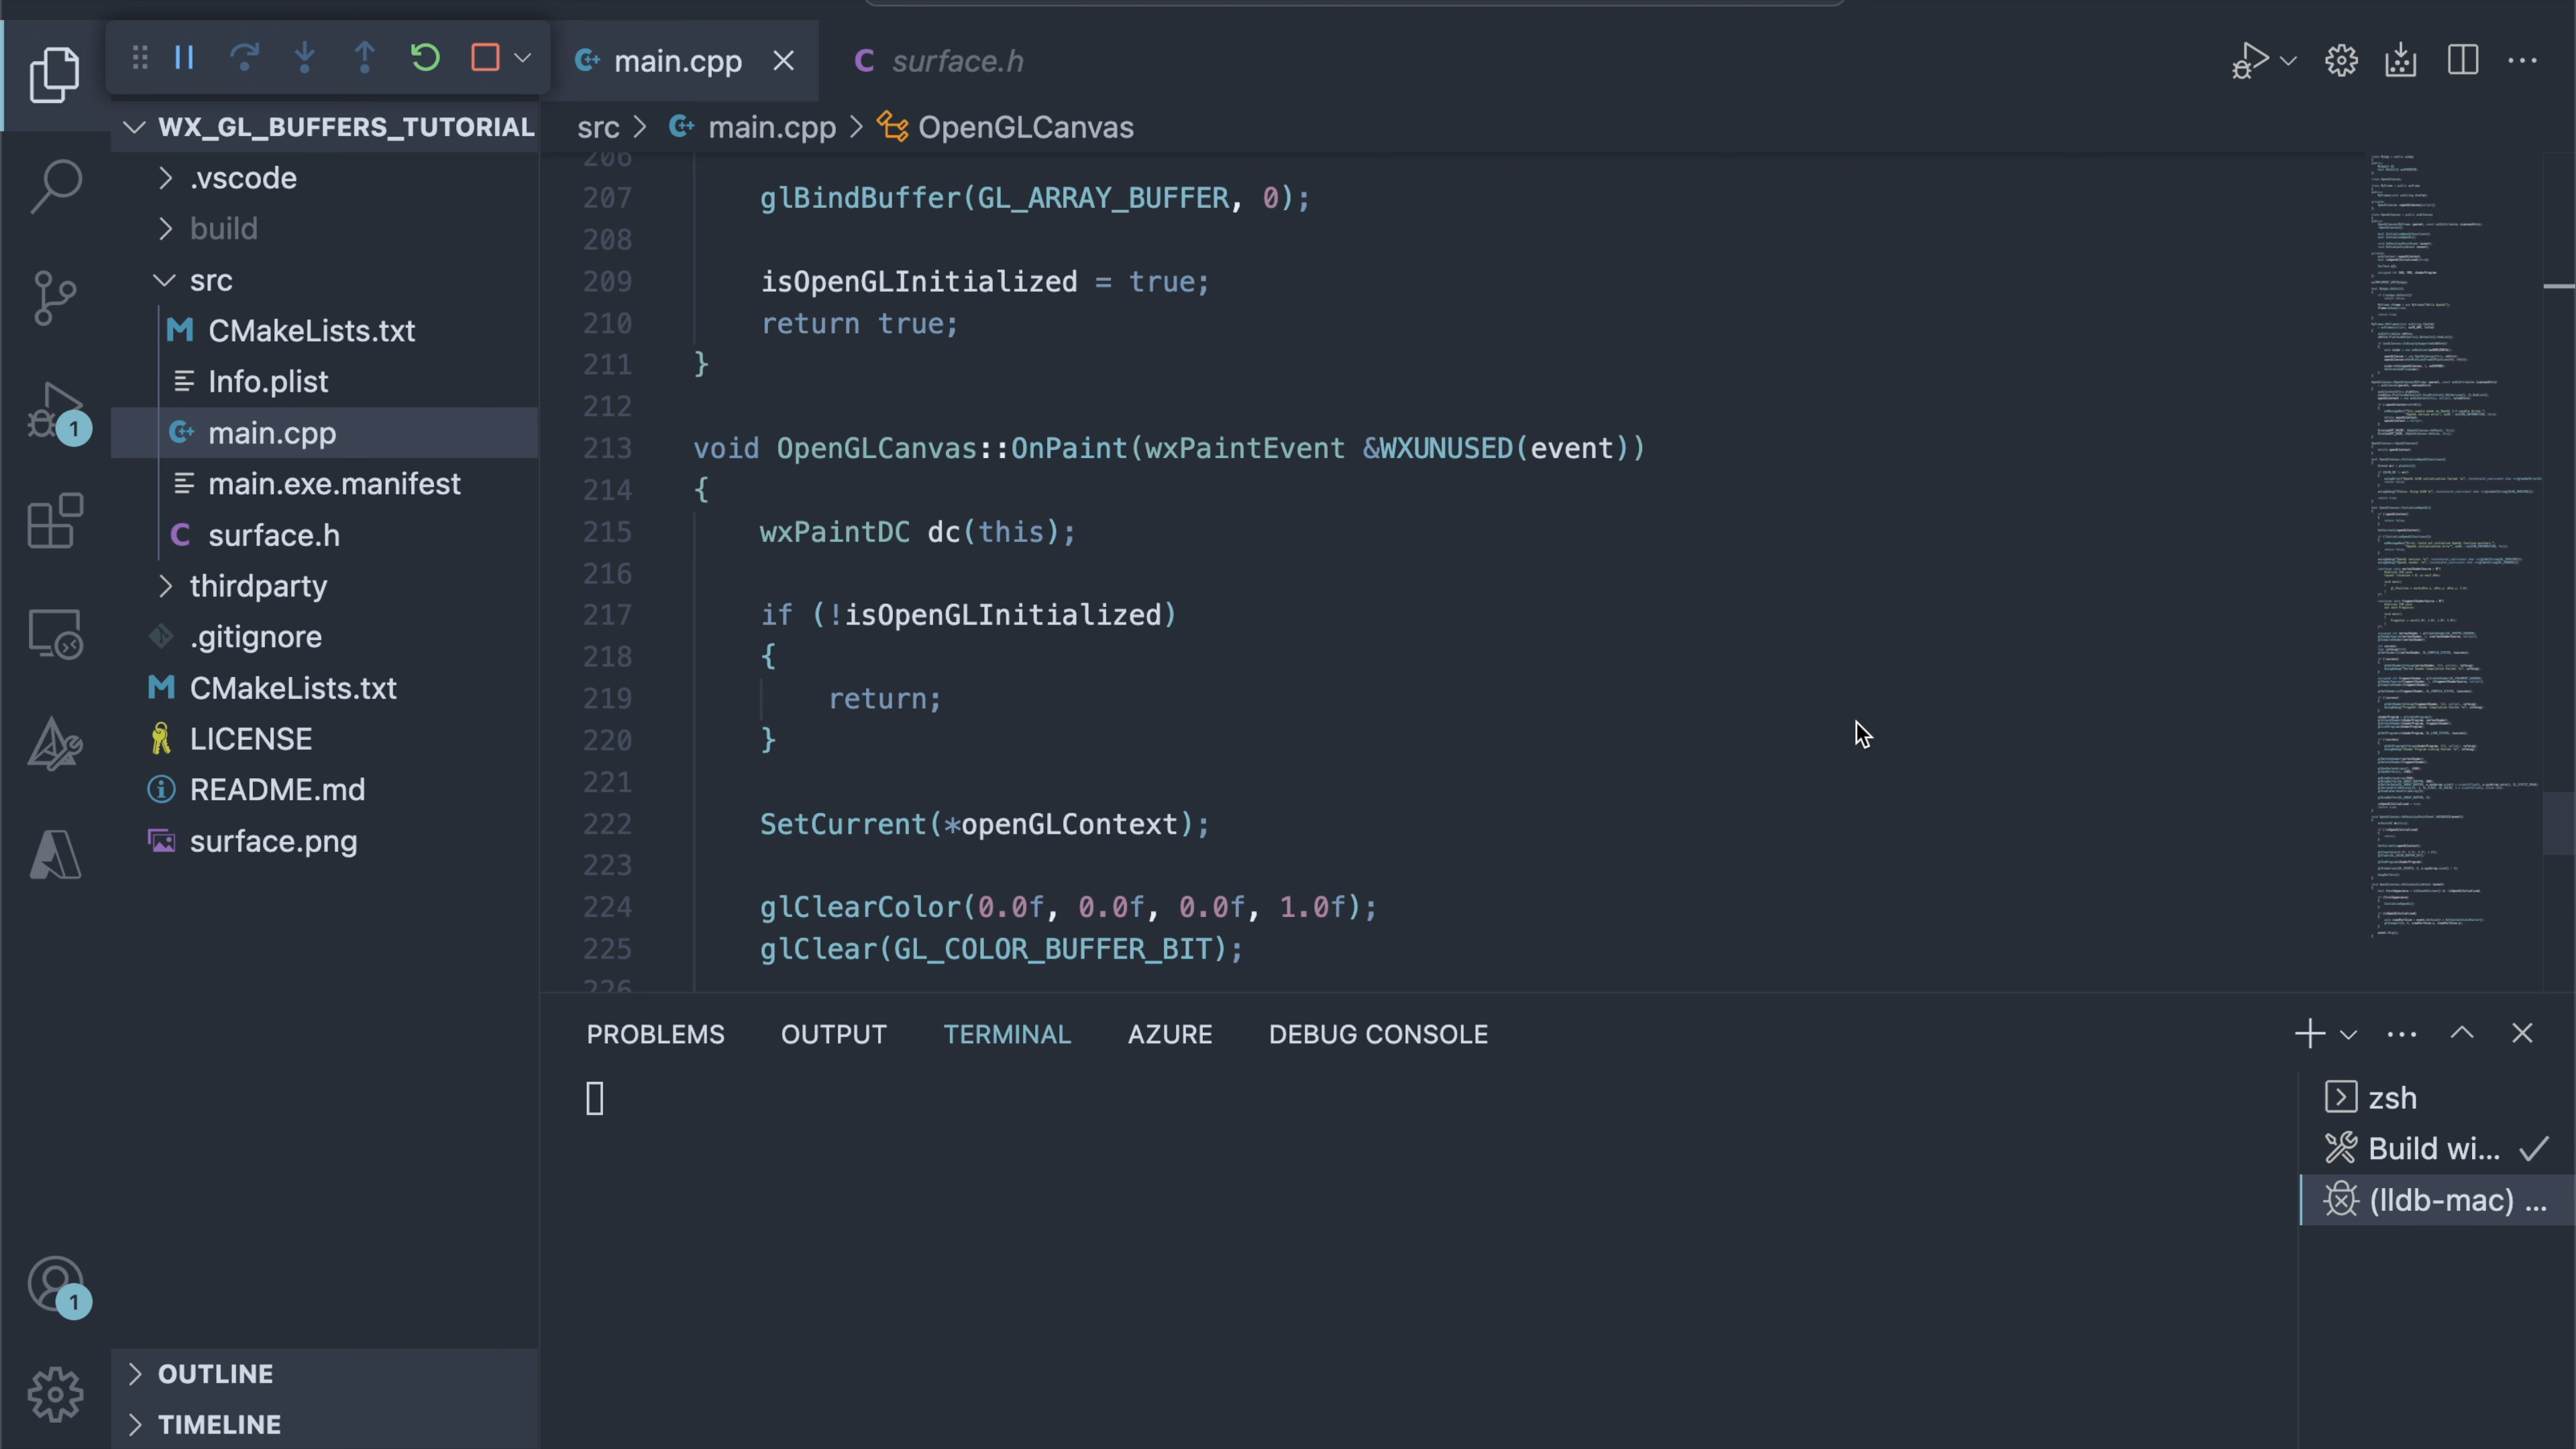 main.cpp
surface.h
WX_GL_BUFFERS_TUTORIAL
src > main.cpp > OpenGLCanvas
.vscode
build
src
CMakeLists.txt
Info.plist
main.cpp
main.exe.manifest
surface.h
thirdparty
.gitignore
CMakeLists.txt
LICENSE
README.md
surface.png
OUTLINE
TIMELINE
1
1
206
207 glBindBuffer(GL_ARRAY_BUFFER, 0);
208
209 isOpenGLInitialized = true;
210 return true;
211 }
212
213 void OpenGLCanvas::OnPaint(wxPaintEvent &WXUNUSED(event))
214 {
215 wxPaintDC dc(this);
216
217 if (!isOpenGLInitialized)
218 {
219 return;
220 }
221
222 SetCurrent(*openGLContext);
223
224 glClearColor(0.0f, 0.0f, 0.0f, 1.0f);
225 glClear(GL_COLOR_BUFFER_BIT);
226
PROBLEMS OUTPUT TERMINAL AZURE DEBUG CONSOLE
zsh
Build wi...
(lldb-mac) ...